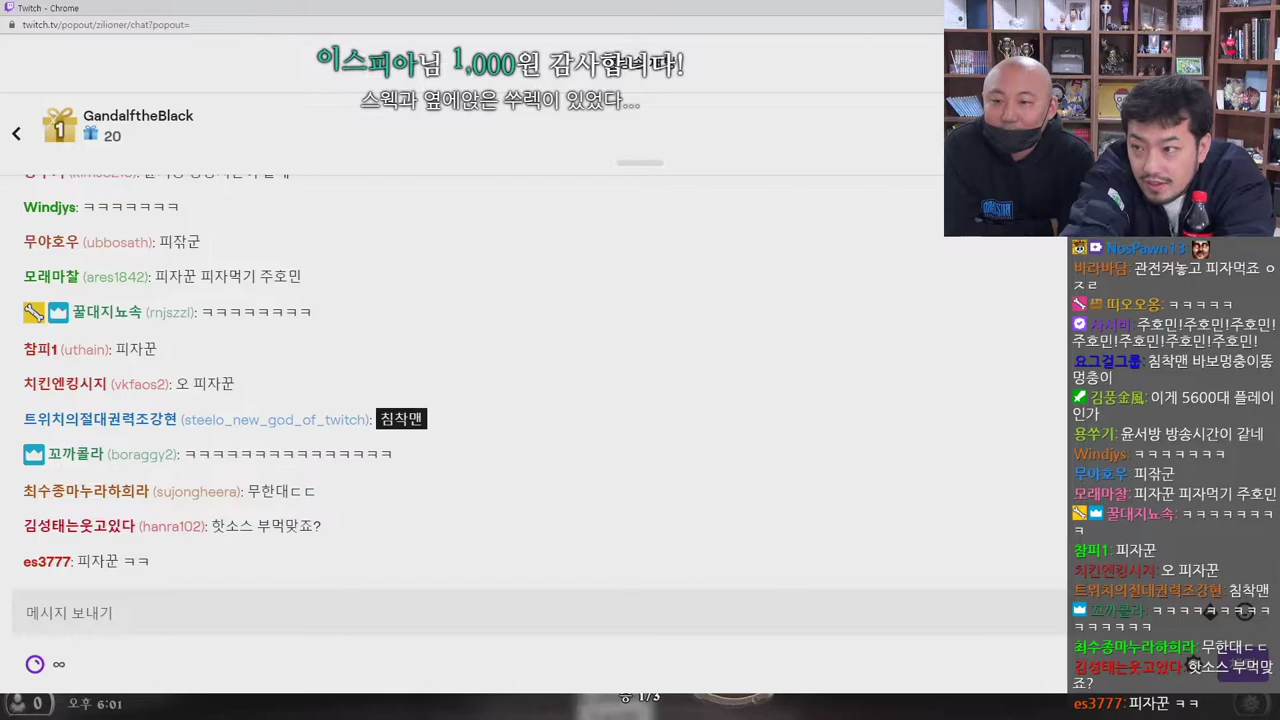 Twitch - Chrome
twitch.tv/popout/zilioner/chat?popout=
이스피아님 1,000원 감사합니다!
스웩과 옆에앉은 쑤렉이 있었다...
GandalftheBlack
1
20
Windjys: ㅋㅋㅋㅋㅋㅋㅋ
무야호우 (ubbosath): 피잒군
모래마찰 (ares1842): 피자꾼 피자먹기 주호민
꿀대지뇨속 (rnjszzl): ㅋㅋㅋㅋㅋㅋㅋㅋ
참피1 (uthain): 피자꾼
치킨엔킹시지 (vkfaos2): 오 피자꾼
트위치의절대권력조강현 (steelo_new_god_of_twitch): 침착맨
꼬까콜라 (boraggy2): ㅋㅋㅋㅋㅋㅋㅋㅋㅋㅋㅋㅋㅋㅋㅋ
최수종마누라하희라 (sujongheera): 무한대ㄷㄷ
김성태는웃고있다 (hanra102): 핫소스 부먹맞죠?
es3777: 피자꾼 ㅋㅋ
메시지 보내기
∞
0
오후 6:01
1/3
NosPawn13
바라바담: 관전켜놓고 피자먹죠 ㅇ
ㅈㄹ
띠오오옹: ㅋㅋㅋㅋㅋ
주호민!주호민!주호민!
주호민!주호민!주호민!주호민!
요그걸그룹: 침착맨 바보멍충이똥
멍충이
김풍金風: 이게 5600대 플레이
인가
용쑤기: 윤서방 방송시간이 같네
Windjys: ㅋㅋㅋㅋㅋㅋㅋ
무야호우: 피잒군
모래마찰: 피자꾼 피자먹기 주호민
꿀대지뇨속: ㅋㅋㅋㅋㅋㅋㅋ
ㅋ
참피1: 피자꾼
치킨엔킹시지: 오 피자꾼
트위치의절대권력조강현: 침착맨
꼬까콜라: ㅋㅋㅋㅋㅋㅋㅋㅋㅋ
ㅋㅋㅋㅋㅋㅋ
최수종마누라하희라: 무한대ㄷㄷ
김성태는웃고있다: 핫소스 부먹맞
죠?
es3777: 피자꾼 ㅋㅋ